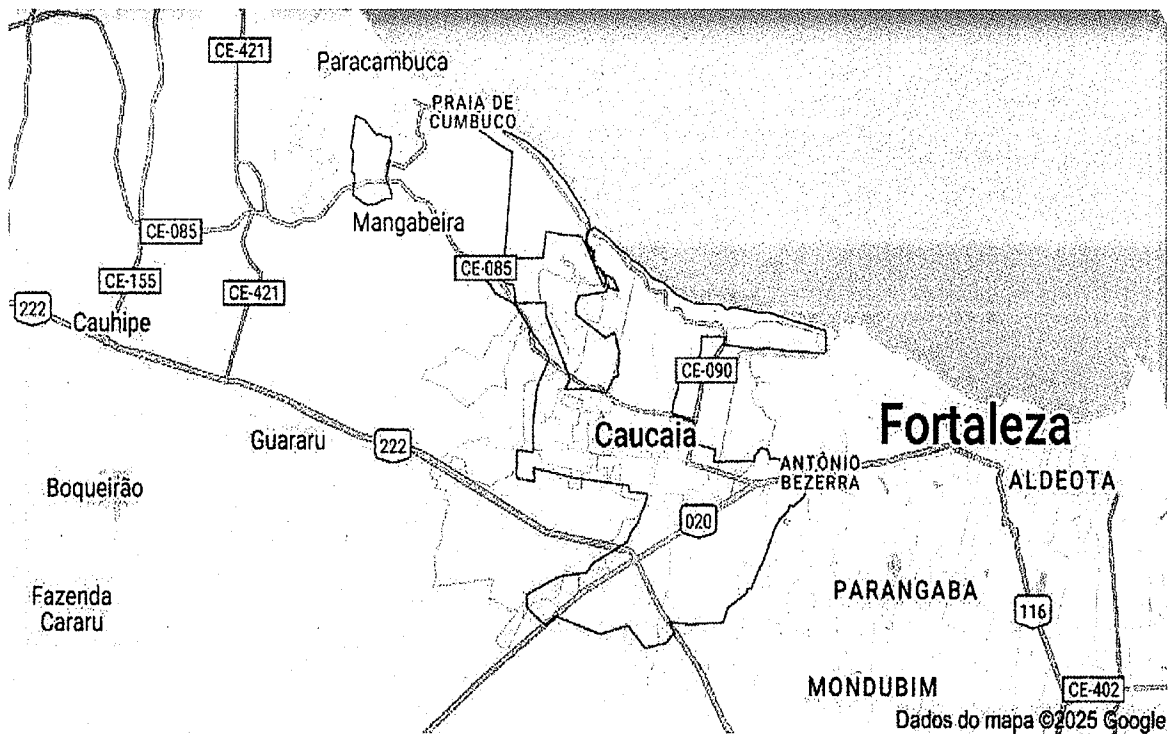 CE-421
Paracambuca
PRAIA DE
CUMBUCO
CE-085
Mangabeira
CE-085
CE-155
CE-421
222
Cauhipe
CE-090
Guararu
222
Caucaia
Fortaleza
ANTÔNIO
BEZERRA
ALDEOTA
Boqueirão
020
Fazenda
Cararu
PARANGABA
116
MONDUBIM
CE-402
Dados do mapa ©2025 Google